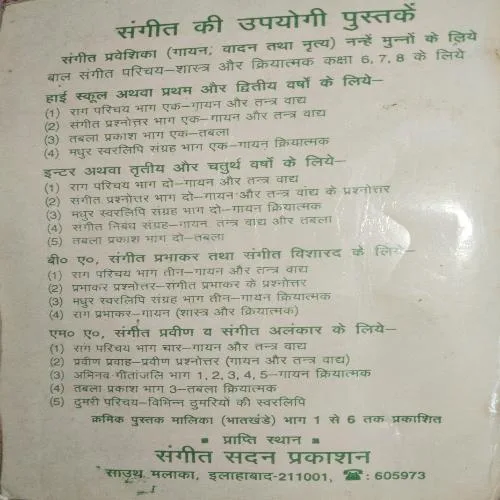 संगीत की उपयोगी पुस्तकें
संगीत प्रवेशिका (गायन, वादन तथा नृत्य) नन्हें मुन्नों के लिये
बाल संगीत परिचय–शास्त्र और क्रियात्मक कक्षा 6, 7, 8 के लिये
हाई स्कूल अथवा प्रथम और द्वितीय वर्षो के लिये–
(1) राग परिचय भाग एक–गायन और तन्त्र वाद्य
(2) संगीत प्रश्नोत्तर भाग एक–गायन और तन्त्र वाद्य
(3) तबला प्रकाश भाग एक–तबला
(4) मधुर स्वरलिपि संग्रह भाग एक–गायन क्रियात्मक
इन्टर अथवा तृतीय और चतुर्थ वर्षो के लिये–
(1) राग परिचय भाग दो–गायन और तन्त्र वाद्य
(2) संगीत प्रश्नोत्तर भाग दो–गायन और तन्त्र वाद्य के प्रश्नोत्तर
(3) मधुर स्वरलिपि संग्रह भाग दो–गायन क्रियात्मक
(4) संगीत निबंध संग्रह–गायन तन्त्र वाद्य और तबला
(5) तबला प्रकाश भाग दो–तबला
बी० ए०, संगीत प्रभाकर तथा संगीत विशारद के लिये–
(1) राग परिचय भाग तीन–गायन और तन्त्र वाद्य
(2) प्रभाकर प्रश्नोत्तर–संगीत प्रभाकर के प्रश्नोत्तर
(3) मधुर स्वरलिपि संग्रह भाग तीन–गायन क्रियात्मक
(4) राग प्रभाकर–गायन (शास्त्र और क्रियात्मक)
एम० ए०, संगीत प्रवीण व संगीत अलंकार के लिये–
(1) राग परिचय भाग चार–गायन और तन्त्र वाद्य
(2) प्रवीण प्रवाह–प्रवीण प्रश्नोत्तर (गायन और तन्त्र वाद्य)
(3) अभिनव गीतांजलि भाग 1, 2, 3, 4, 5–गायन क्रियात्मक
(4) तबला प्रकाश भाग 3–तबला क्रियात्मक
(5) ठुमरी परिचय–विभिन्न ठुमरियों की स्वरलिपि
क्रमिक पुस्तक मालिका (भातखंडे) भाग 1 से 6 तक प्रकाशित
▪ प्राप्ति स्थान ▪
संगीत सदन प्रकाशन
साउथ मलाका, इलाहाबाद-211001, ☎: 605973